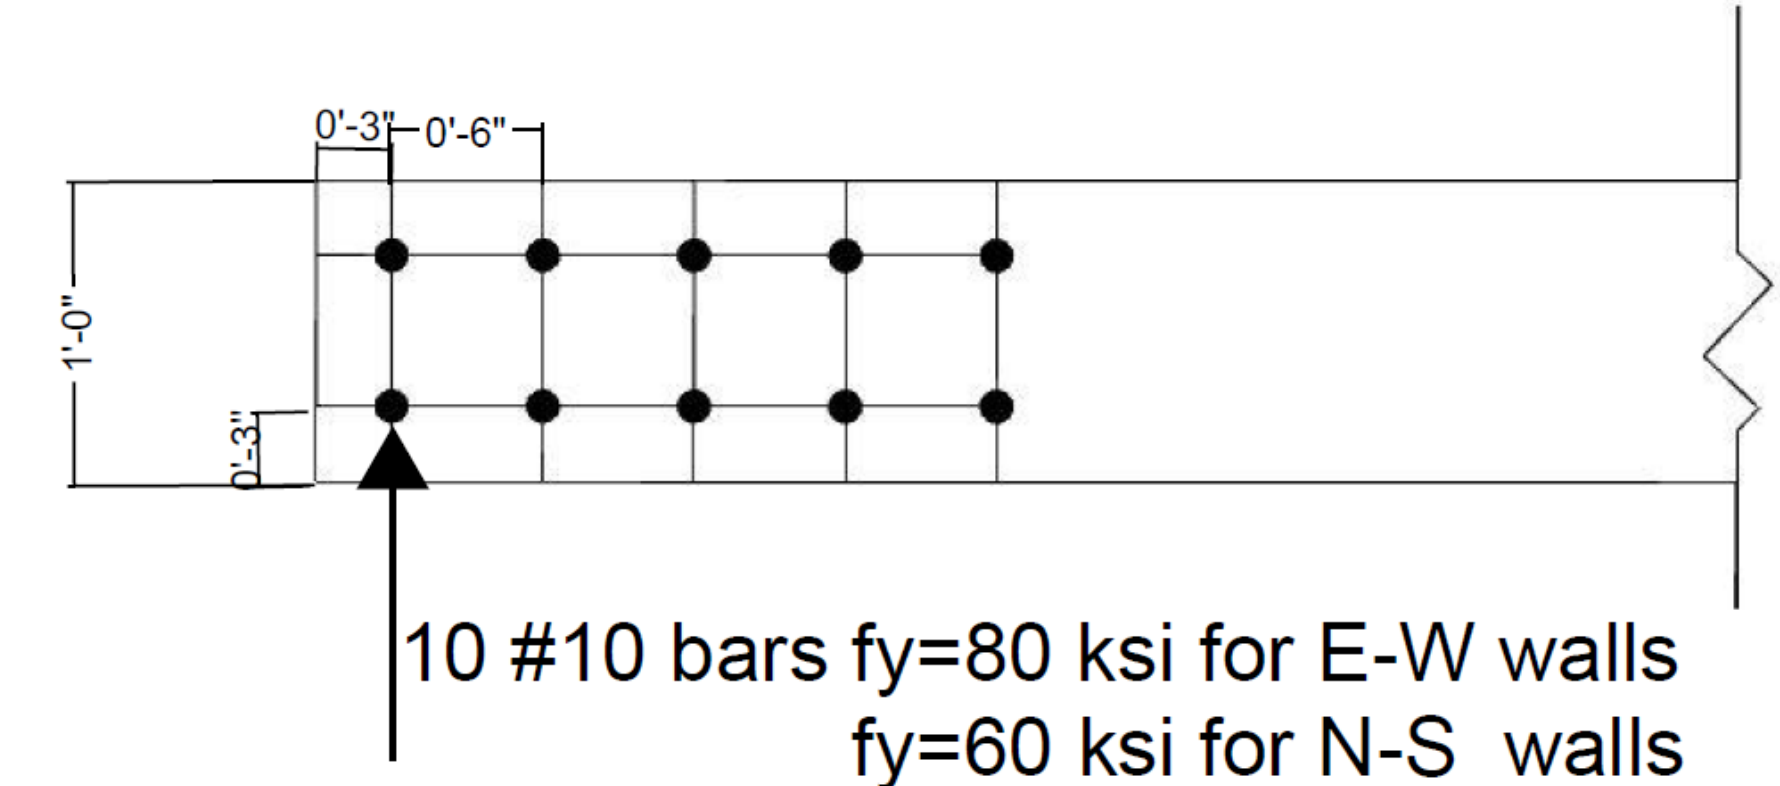 0'-3"
0'-6"
1'-0"
0'-3"
10 #10 bars fy=80 ksi for E-W walls
fy=60 ksi for N-S walls